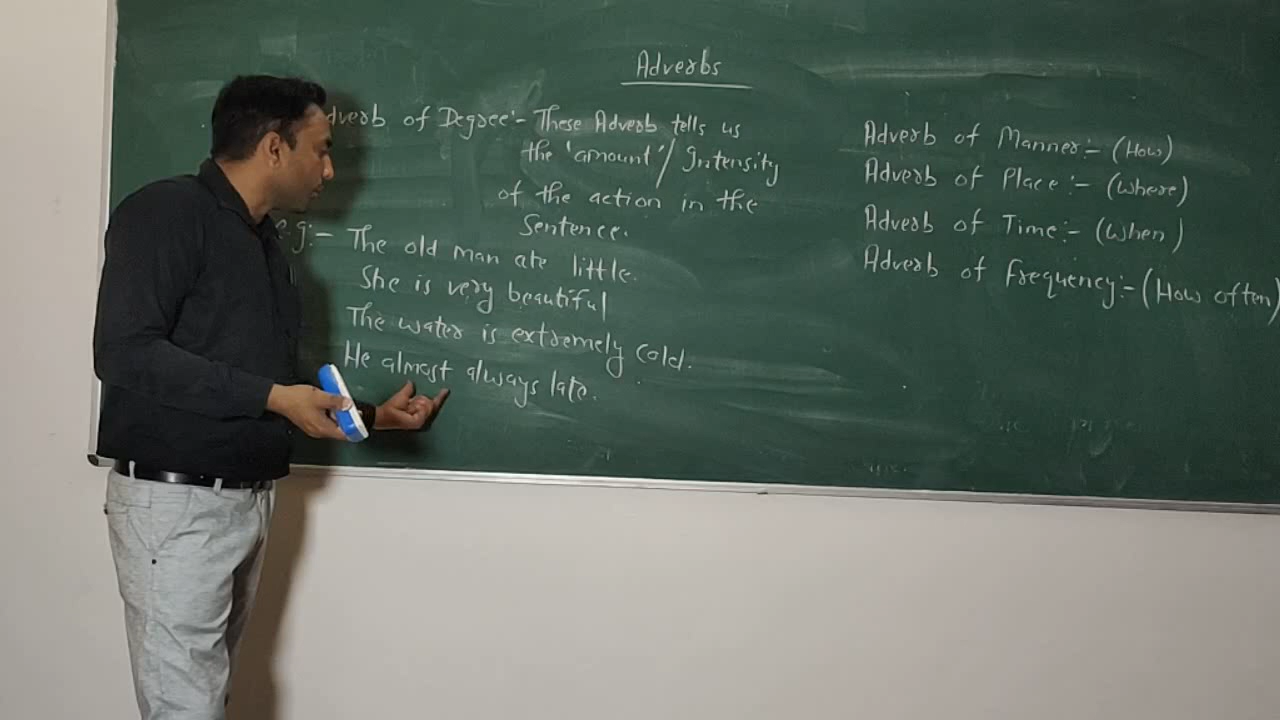 Adverbs
dverb of Degree:- These Adverb tells us
the 'amount'/ Intensity
of the action in the
Sentence.
e.g:- The old man ate little.
She is very beautiful
The water is extremely cold.
He almost always late.
Adverb of Manner:- (How)
Adverb of Place:- (Where)
Adverb of Time:- (When)
Adverb of Frequency:- (How often)